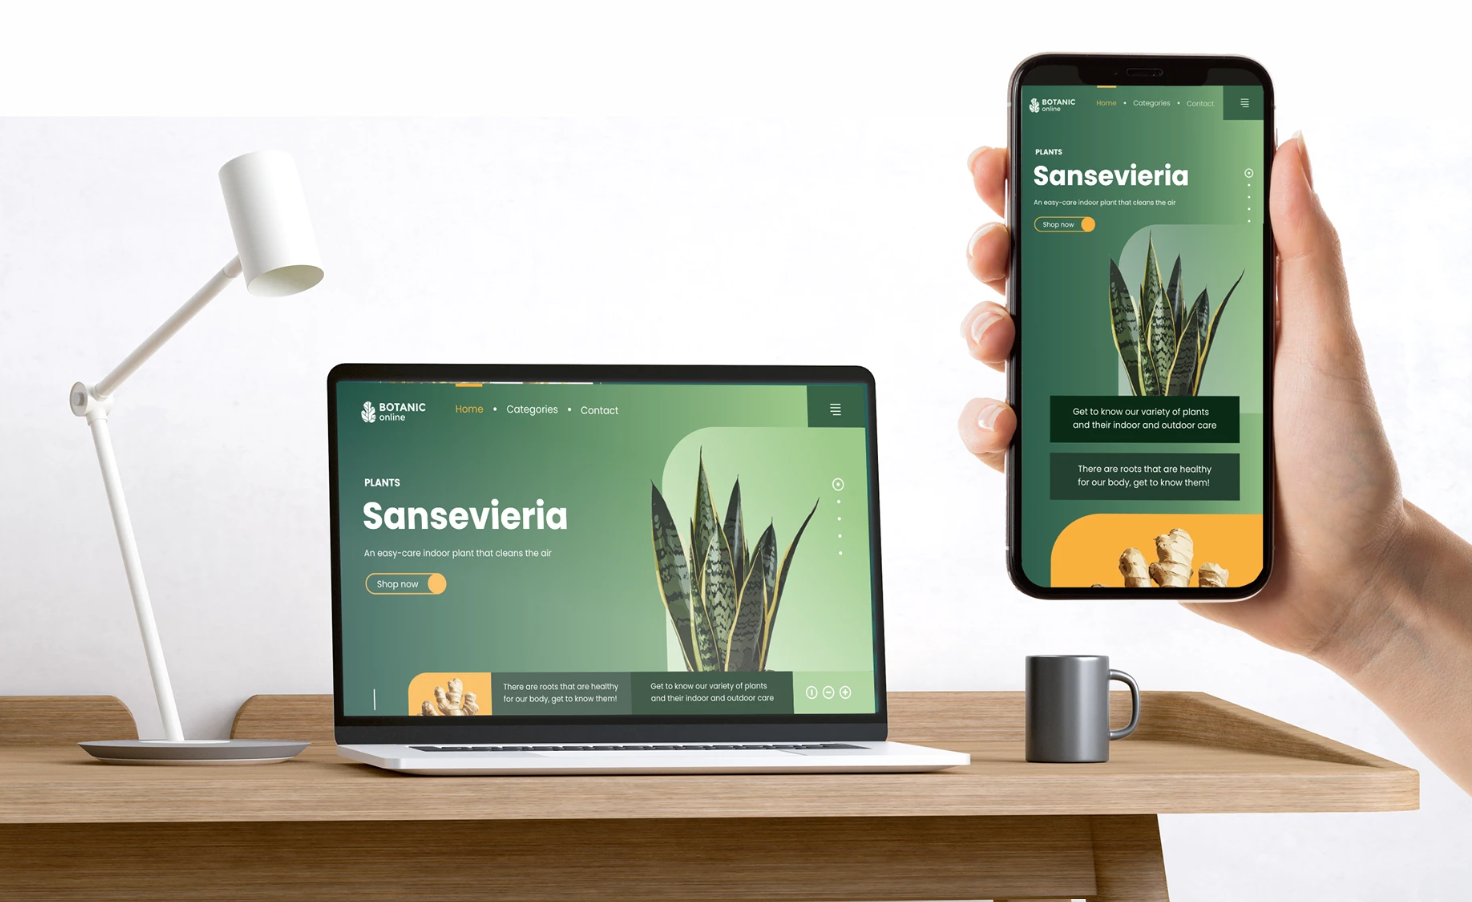 BOTANIC
online
Home • Categories • Contact
PLANTS
Sansevieria
An easy-care indoor plant that cleans the air
Shop now
There are roots that are healthy
for our body, get to know them!
Get to know our variety of plants
and their indoor and outdoor care
BOTANIC
online
Home • Categories • Contact
PLANTS
Sansevieria
An easy-care indoor plant that cleans the air
Shop now
Get to know our variety of plants
and their indoor and outdoor care
There are roots that are healthy
for our body, get to know them!